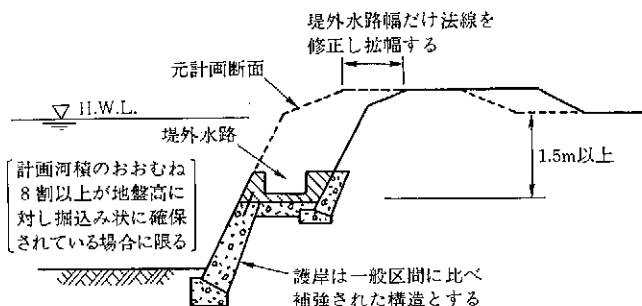 堤外水路幅だけ法線を
修正し拡幅する
元計画断面
H.W.L.
堤外水路
1.5m以上
計画河積のおおむね
8割以上が地盤高に
対し掘込み状に確保
されている場合に限る
護岸は一般区間に比べ
補強された構造とする